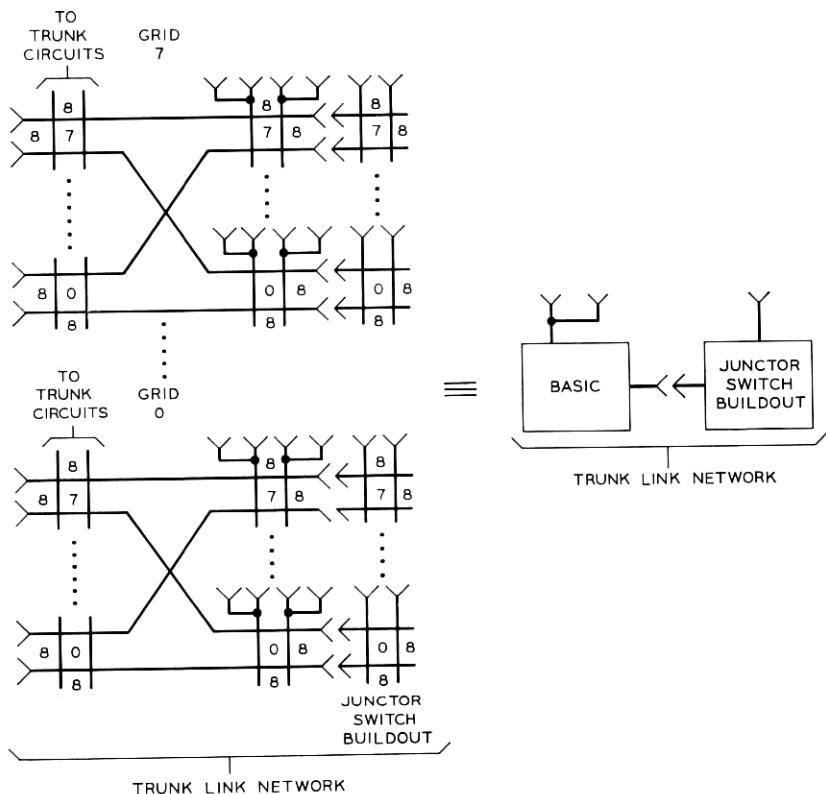 TO
TRUNK
CIRCUITS
GRID
7
8
8 7
8
7 8
8
7 8
8 0
8
0 8
8
0 8
8
TO
TRUNK
CIRCUITS
GRID
0
8
8 7
8
7 8
8
7 8
8 0
8
0 8
8
0 8
8
JUNCTOR
SWITCH
BUILDOUT
TRUNK LINK NETWORK
≡
BASIC
JUNCTOR
SWITCH
BUILDOUT
TRUNK LINK NETWORK